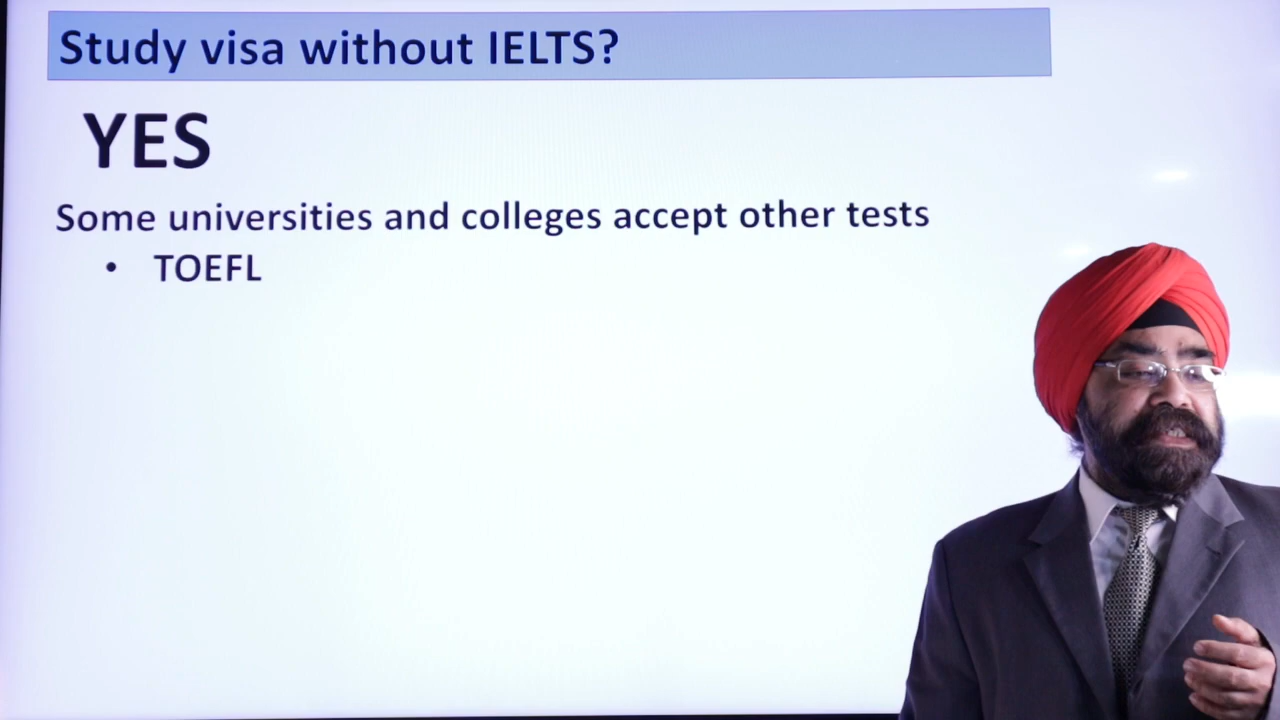 Study visa without IELTS?
YES
Some universities and colleges accept other tests
• TOEFL